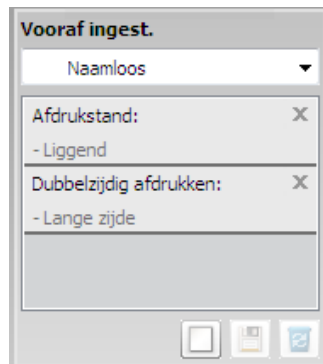 Vooraf ingest.
Naamloos
Afdrukstand:
- Liggend
Dubbelzijdig afdrukken:
- Lange zijde